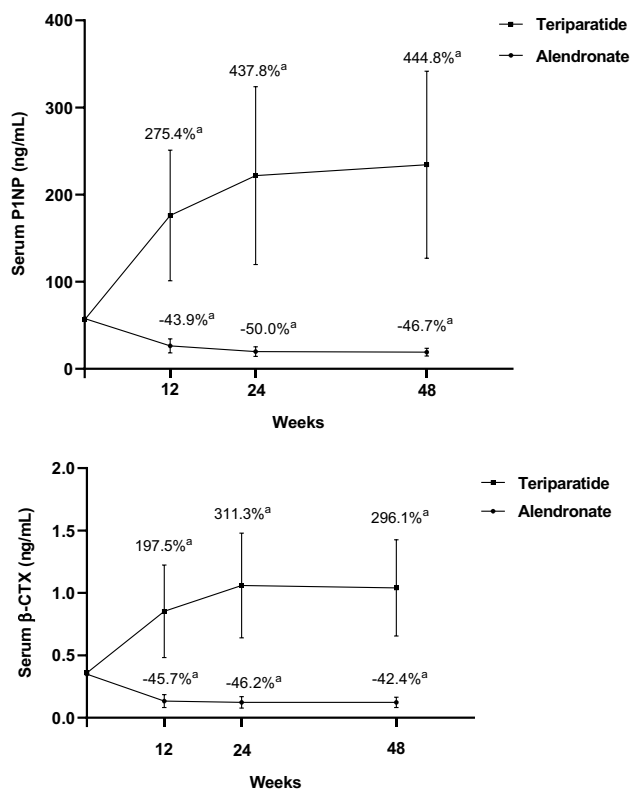 Teriparatide
Alendronate
Serum P1NP (ng/mL)
400
300
200
100
0
275.4%ᵃ
437.8%ᵃ
444.8%ᵃ
-43.9%ᵃ
-50.0%ᵃ
-46.7%ᵃ
12
24
48
Weeks
Teriparatide
Alendronate
Serum β-CTX (ng/mL)
2.0
1.5
1.0
0.5
0.0
197.5%ᵃ
311.3%ᵃ
296.1%ᵃ
-45.7%ᵃ
-46.2%ᵃ
-42.4%ᵃ
12
24
48
Weeks